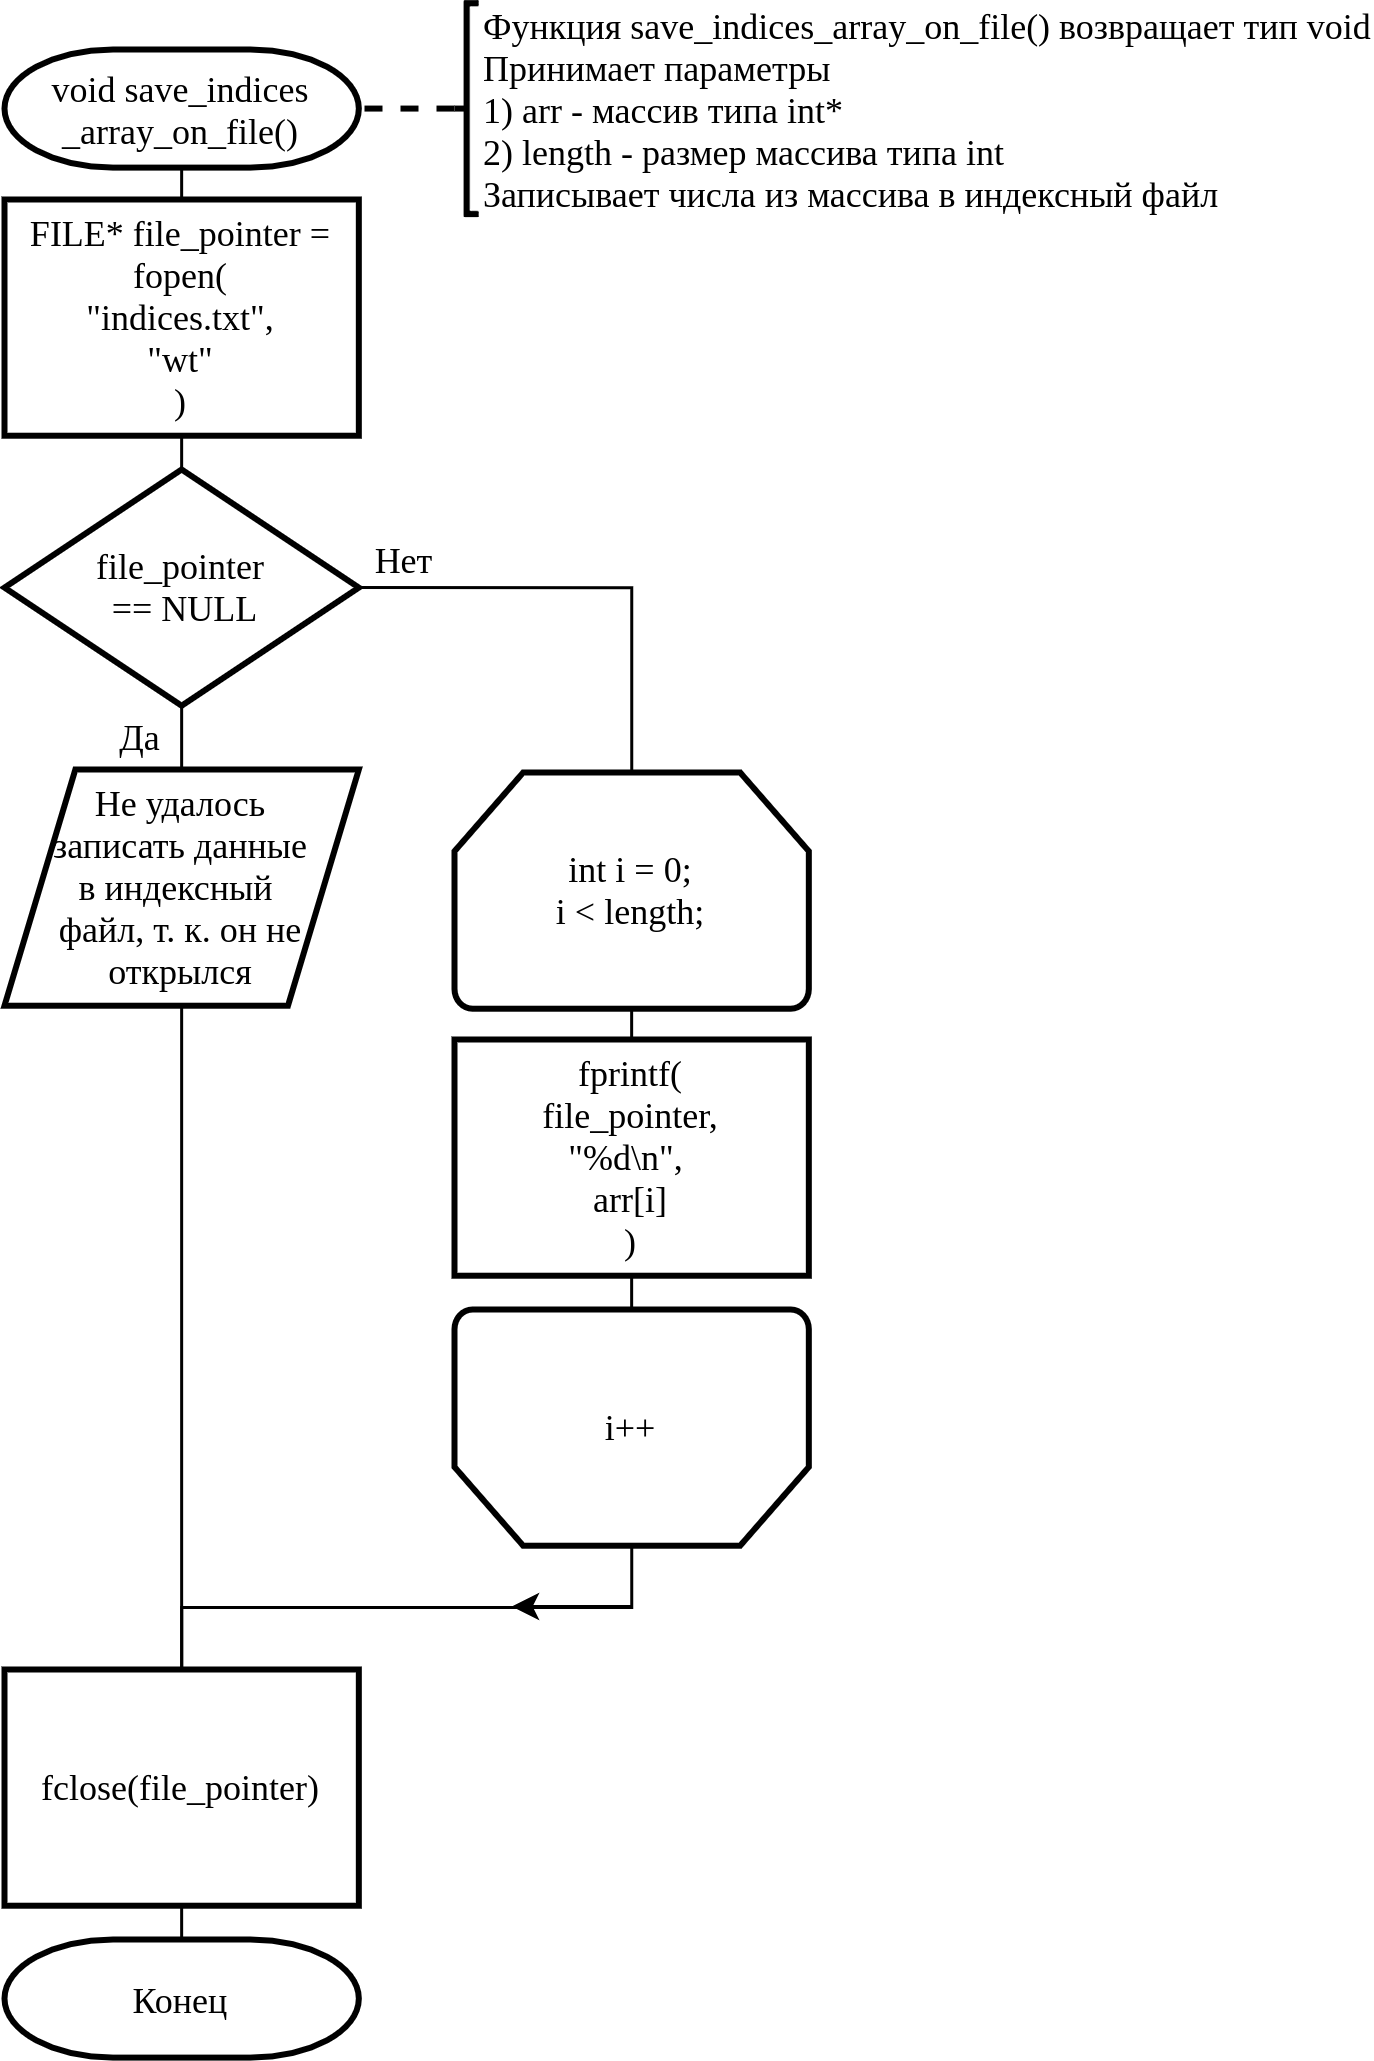 void save_indices
_array_on_file()
Функция save_indices_array_on_file() возвращает тип void
Принимает параметры
1) arr - массив типа int*
2) length - размер массива типа int
Записывает числа из массива в индексный файл
FILE* file_pointer =
fopen(
"indices.txt",
"wt"
)
file_pointer
== NULL
Нет
Да
Не удалось
записать данные
в индексный
файл, т. к. он не
открылся
int i = 0;
i < length;
fprintf(
file_pointer,
"%d\n",
arr[i]
)
i++
fclose(file_pointer)
Конец